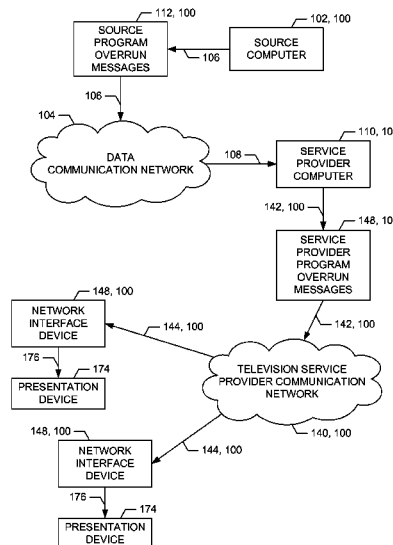 112, 100
SOURCE
PROGRAM
OVERRUN
MESSAGES
102, 100
SOURCE
COMPUTER
106
106
104
DATA
COMMUNICATION NETWORK
108
110, 10
SERVICE
PROVIDER
COMPUTER
142, 100
148, 10
SERVICE
PROVIDER
PROGRAM
OVERRUN
MESSAGES
142, 100
148, 100
NETWORK
INTERFACE
DEVICE
144, 100
176
174
PRESENTATION
DEVICE
TELEVISION SERVICE
PROVIDER COMMUNICATION
NETWORK
140, 100
148, 100
NETWORK
INTERFACE
DEVICE
144, 100
176
174
PRESENTATION
DEVICE